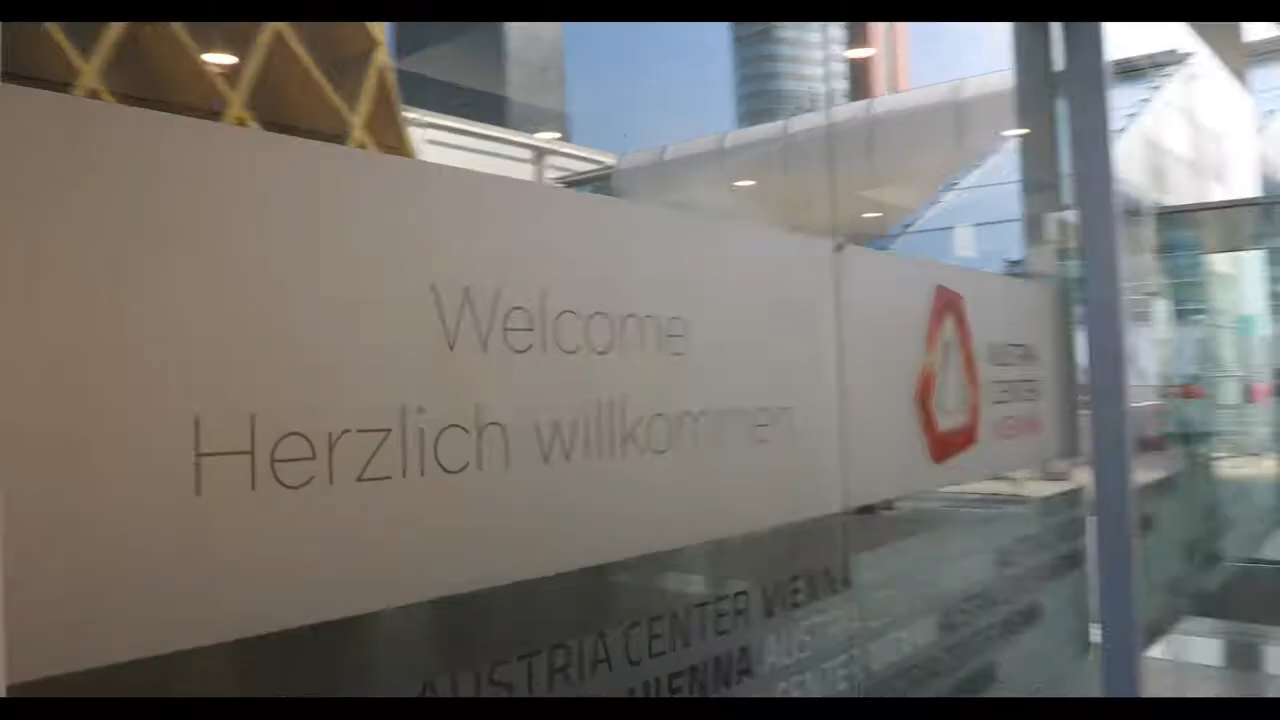 Welcome
Herzlich willkommen
AUSTRIA
CENTER
VIENNA
AUSTRIA CENTER VIENNA
VIENNA